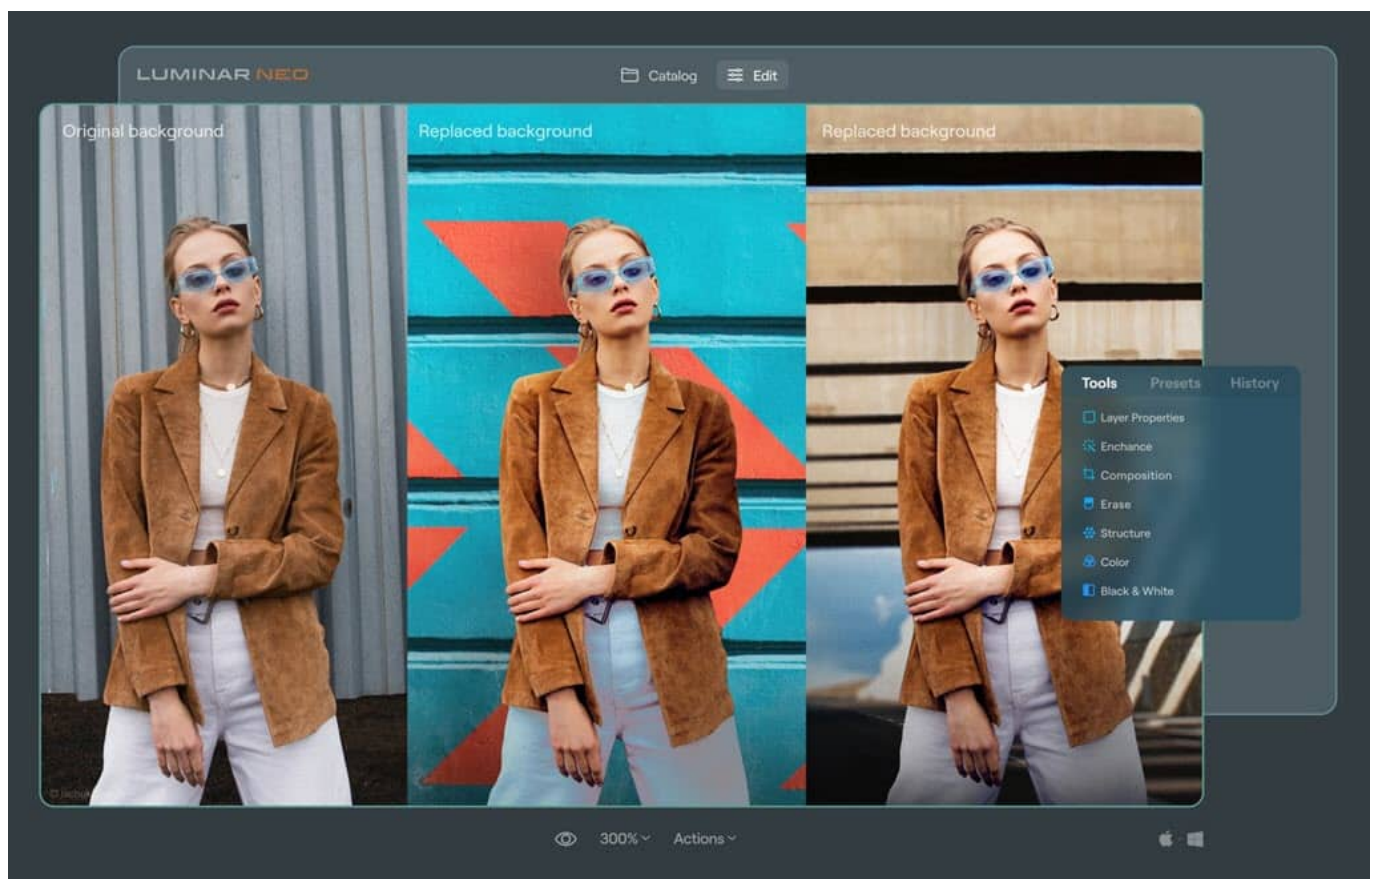 LUMINAR NEO
Catalog
Edit
Original background
Replaced background
Replaced background
Tools
Presets
History
Layer Properties
Enchance
Composition
Erase
Structure
Color
Black & White
300%
Actions